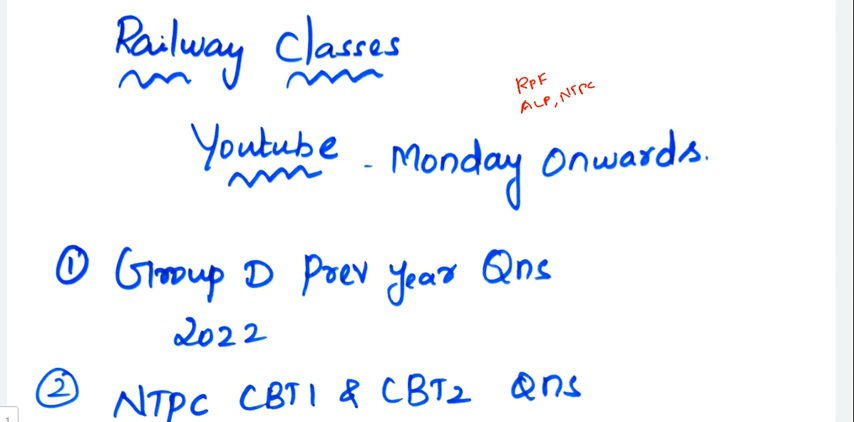 Railway Classes
RPF
ALP, NTPC
Youtube - Monday Onwards.
① Group D Prev year Qns
2022
② NTPC CBT1 & CBT2 Qns
1